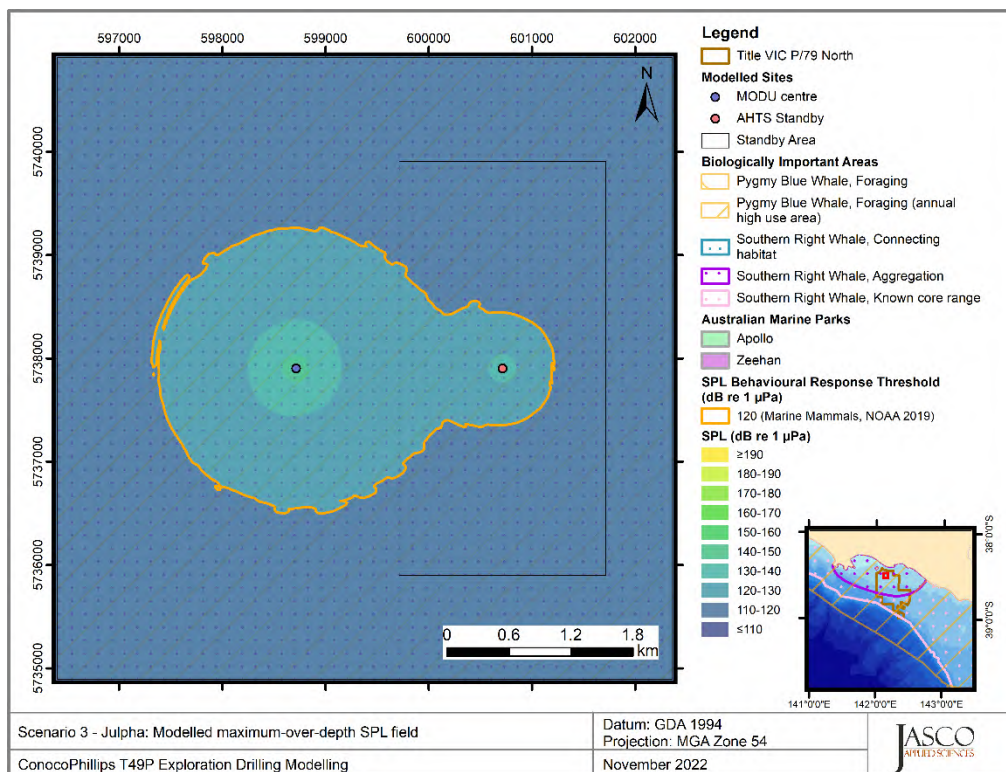 597000 598000 599000 600000 601000 602000
N
5740000
5739000
5738000
5737000
5736000
5735000
0 0.6 1.2 1.8
km
Legend
Title VIC P/79 North
Modelled Sites
MODU centre
AHTS Standby
Standby Area
Biologically Important Areas
Pygmy Blue Whale, Foraging
Pygmy Blue Whale, Foraging (annual
high use area)
Southern Right Whale, Connecting
habitat
Southern Right Whale, Aggregation
Southern Right Whale, Known core range
Australian Marine Parks
Apollo
Zeehan
SPL Behavioural Response Threshold
(dB re 1 µPa)
120 (Marine Mammals, NOAA 2019)
SPL (dB re 1 µPa)
≥190
180-190
170-180
160-170
150-160
140-150
130-140
120-130
110-120
≤110
38°0'0"S
39°0'0"S
141°0'0"E 142°0'0"E 143°0'0"E
Scenario 3 - Julpha: Modelled maximum-over-depth SPL field
ConocoPhillips T49P Exploration Drilling Modelling
Datum: GDA 1994
Projection: MGA Zone 54
November 2022
JASCO
APPLIED SCIENCES